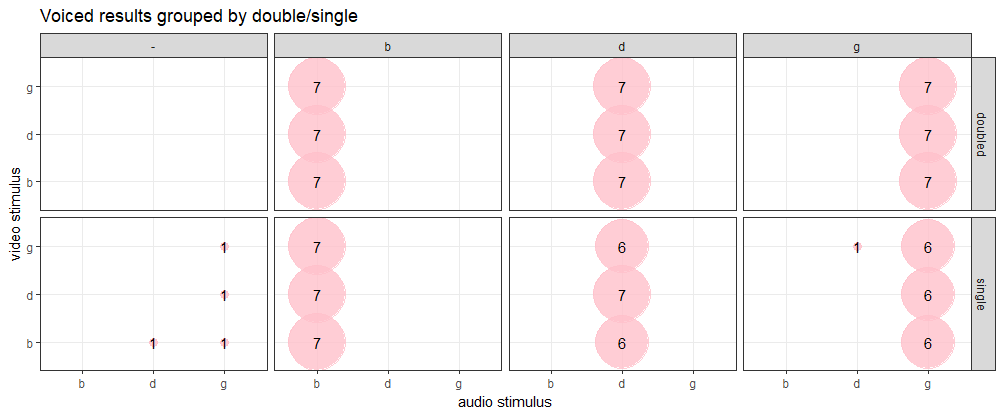 Voiced results grouped by double/single
- b d g
g 7 7 7
d 7 7 7
b 7 7 7
doubled
g 1 7 6 1 6
d 1 7 7 6
b 1 1 7 6 6
single
video stimulus
b d g b d g b d g b d g
audio stimulus